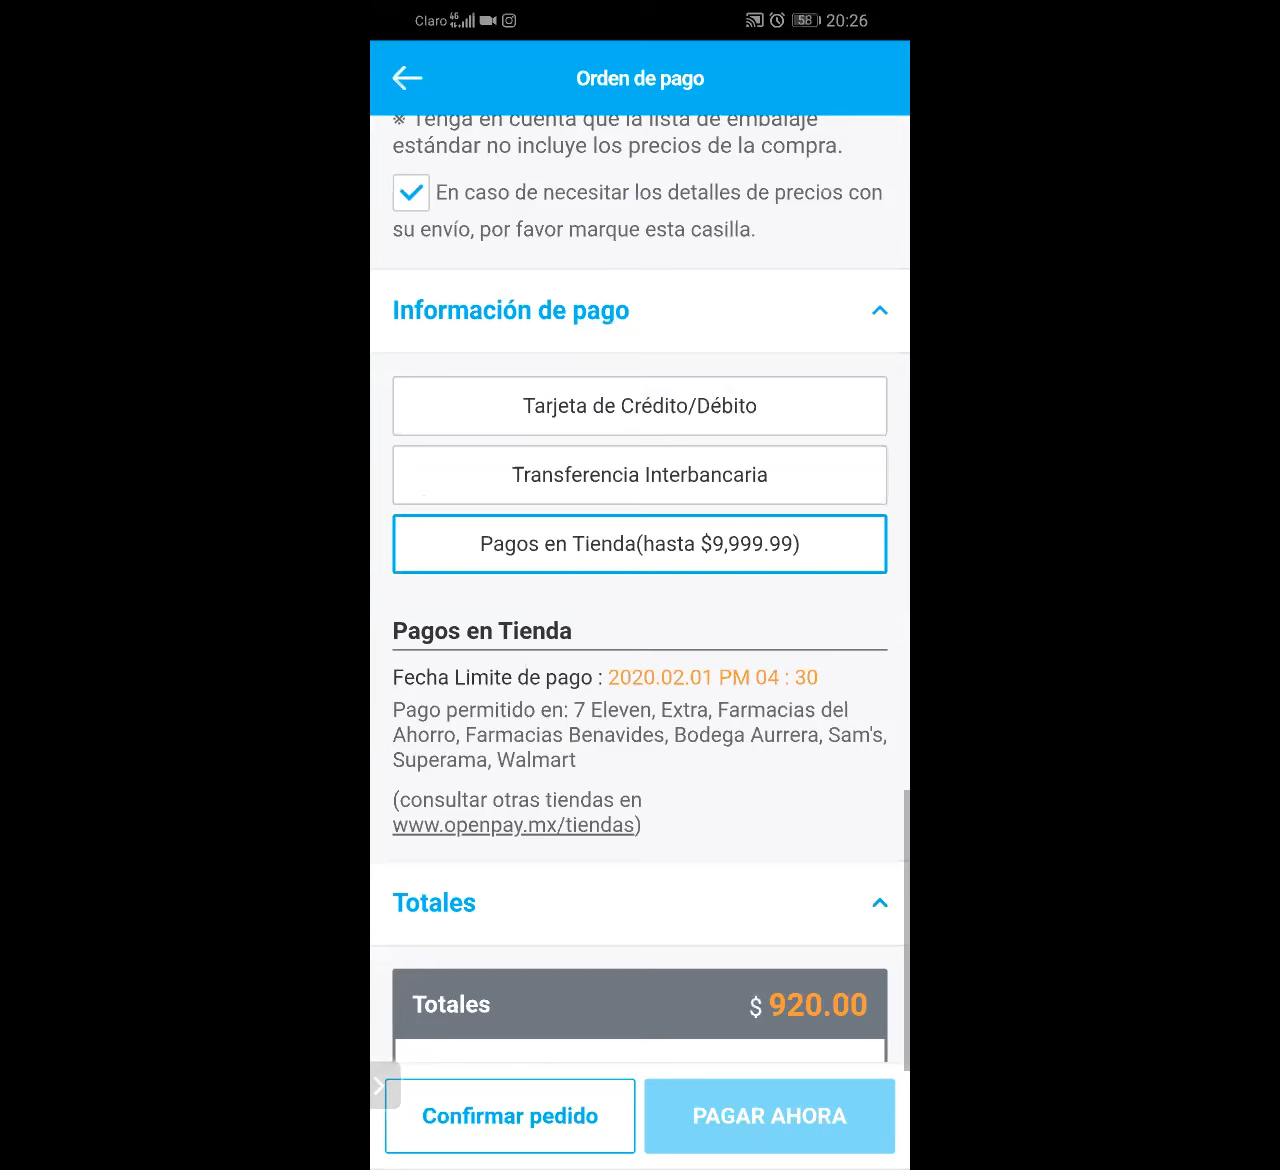 Claro 4G 58 20:26
Orden de pago
※ Tenga en cuenta que la lista de embalaje
estándar no incluye los precios de la compra.
En caso de necesitar los detalles de precios con
su envío, por favor marque esta casilla.
Información de pago
Tarjeta de Crédito/Débito
Transferencia Interbancaria
Pagos en Tienda(hasta $9,999.99)
Pagos en Tienda
Fecha Limite de pago : 2020.02.01 PM 04 : 30
Pago permitido en: 7 Eleven, Extra, Farmacias del
Ahorro, Farmacias Benavides, Bodega Aurrera, Sam's,
Superama, Walmart
(consultar otras tiendas en
www.openpay.mx/tiendas)
Totales
Totales $ 920.00
Confirmar pedido PAGAR AHORA